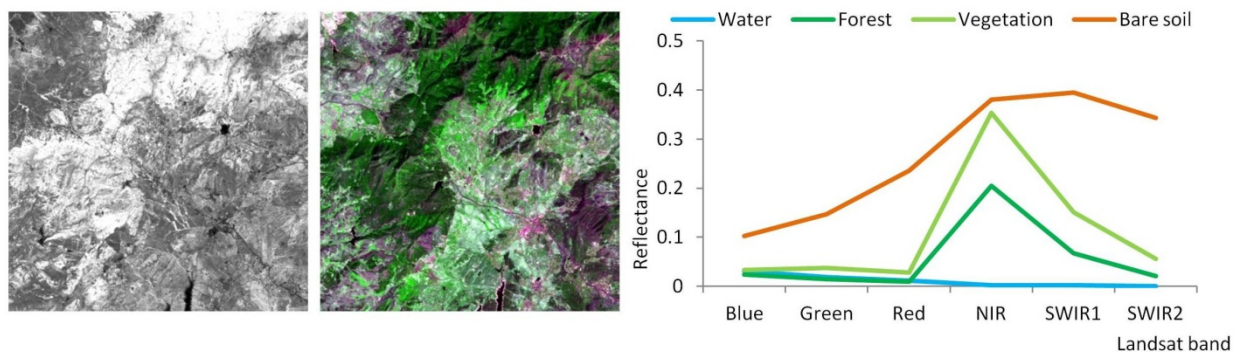 Water Forest Vegetation Bare soil
0.5
0.4
0.3
0.2
0.1
0
Reflectance
Blue Green Red NIR SWIR1 SWIR2
Landsat band